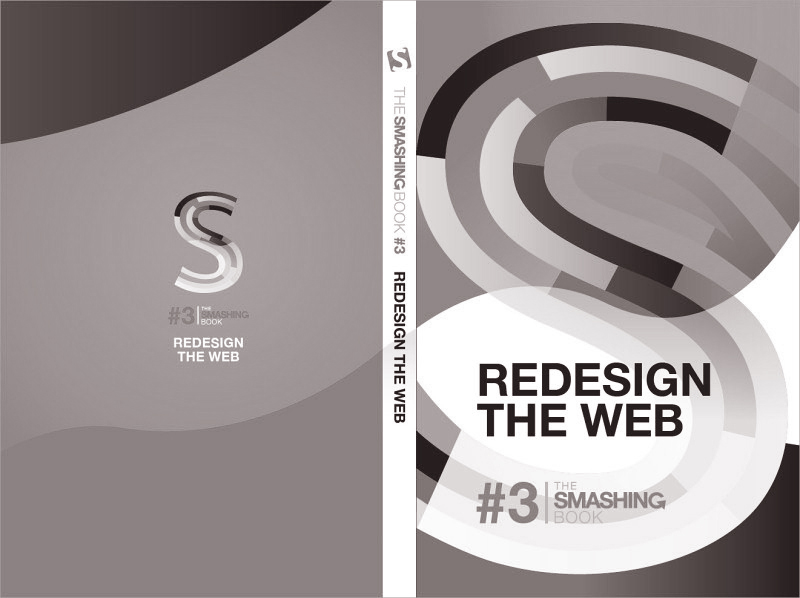 #3
THE
SMASHING
BOOK
REDESIGN
THE WEB
THE SMASHING BOOK #3 REDESIGN THE WEB
REDESIGN
THE WEB
#3
THE
SMASHING
BOOK